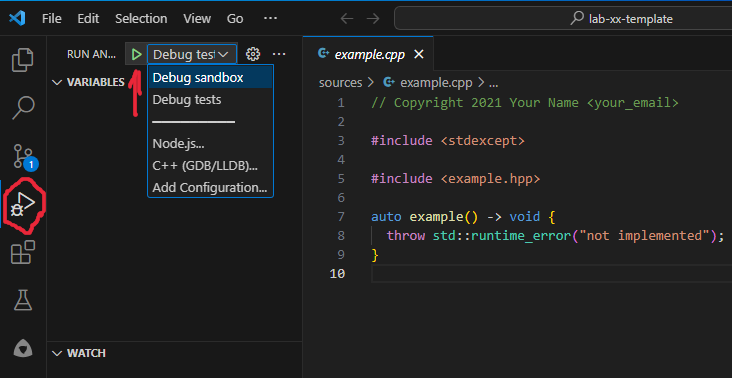 File Edit Selection View Go Run ···
lab-xx-template
RUN AN... Debug tes ···
Debug sandbox
Debug tests
Node.js...
C++ (GDB/LLDB)...
Add Configuration...
VARIABLES
1
WATCH
example.cpp
sources > example.cpp > ...
1 // Copyright 2021 Your Name <your_email>
2
3 #include <stdexcept>
4
5 #include <example.hpp>
6
7 auto example() -> void {
8 throw std::runtime_error("not implemented");
9 }
10